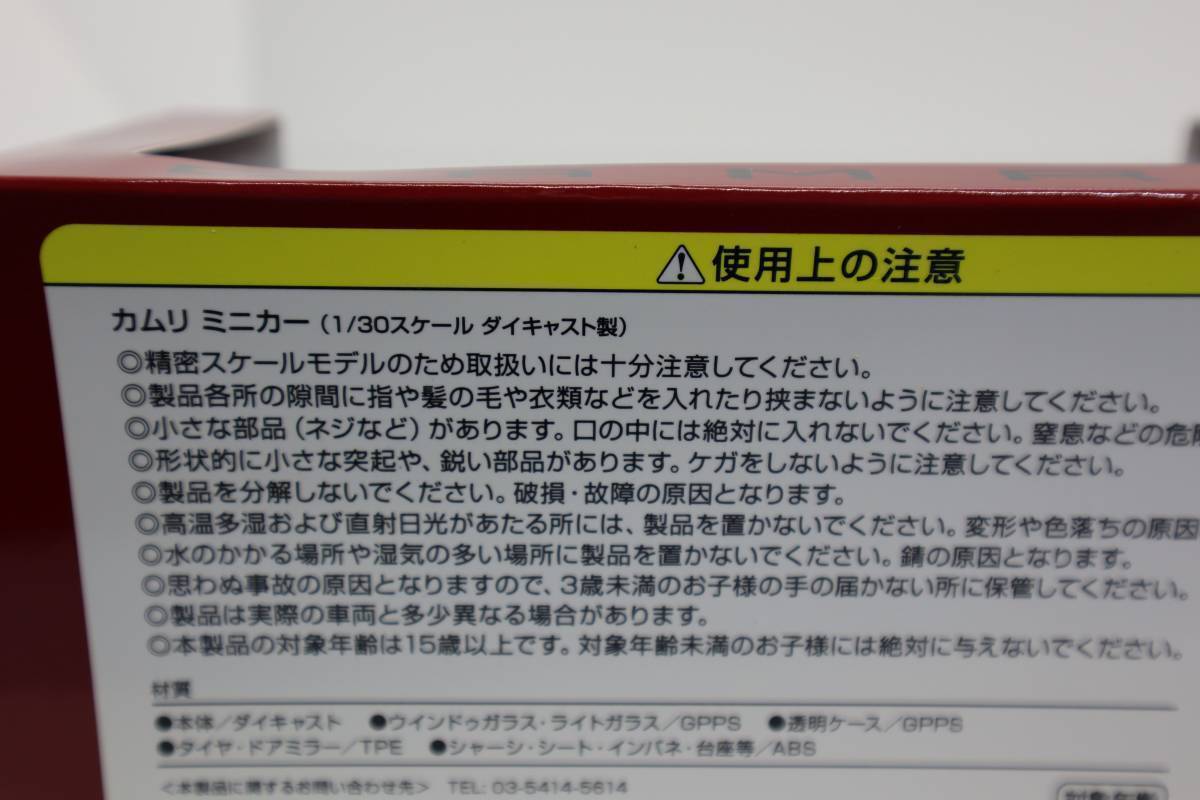 使用上の注意
カムリ ミニカー（1/30スケール ダイキャスト製）
◎精密スケールモデルのため取扱いには十分注意してください。
◎製品各所の隙間に指や髪の毛や衣類などを入れたり挟まないように注意してください。
◎小さな部品（ネジなど）があります。口の中には絶対に入れないでください。窒息などの危
◎形状的に小さな突起や、鋭い部品があります。ケガをしないように注意してください。
◎製品を分解しないでください。破損・故障の原因となります。
◎高温多湿および直射日光があたる所には、製品を置かないでください。変形や色落ちの原因
◎水のかかる場所や湿気の多い場所に製品を置かないでください。錆の原因となります。
◎思わぬ事故の原因となりますので、3歳未満のお子様の手の届かない所に保管してください。
◎製品は実際の車両と多少異なる場合があります。
◎本製品の対象年齢は15歳以上です。対象年齢未満のお子様には絶対に与えないでください。
材質
●本体／ダイキャスト ●ウインドゥガラス・ライトガラス／GPPS ●透明ケース／GPPS
●タイヤ・ドアミラー／TPE ●シャーシ・シート・インパネ・台座等／ABS
＜本製品に関するお問い合わせ先＞ TEL: 03-5414-5614